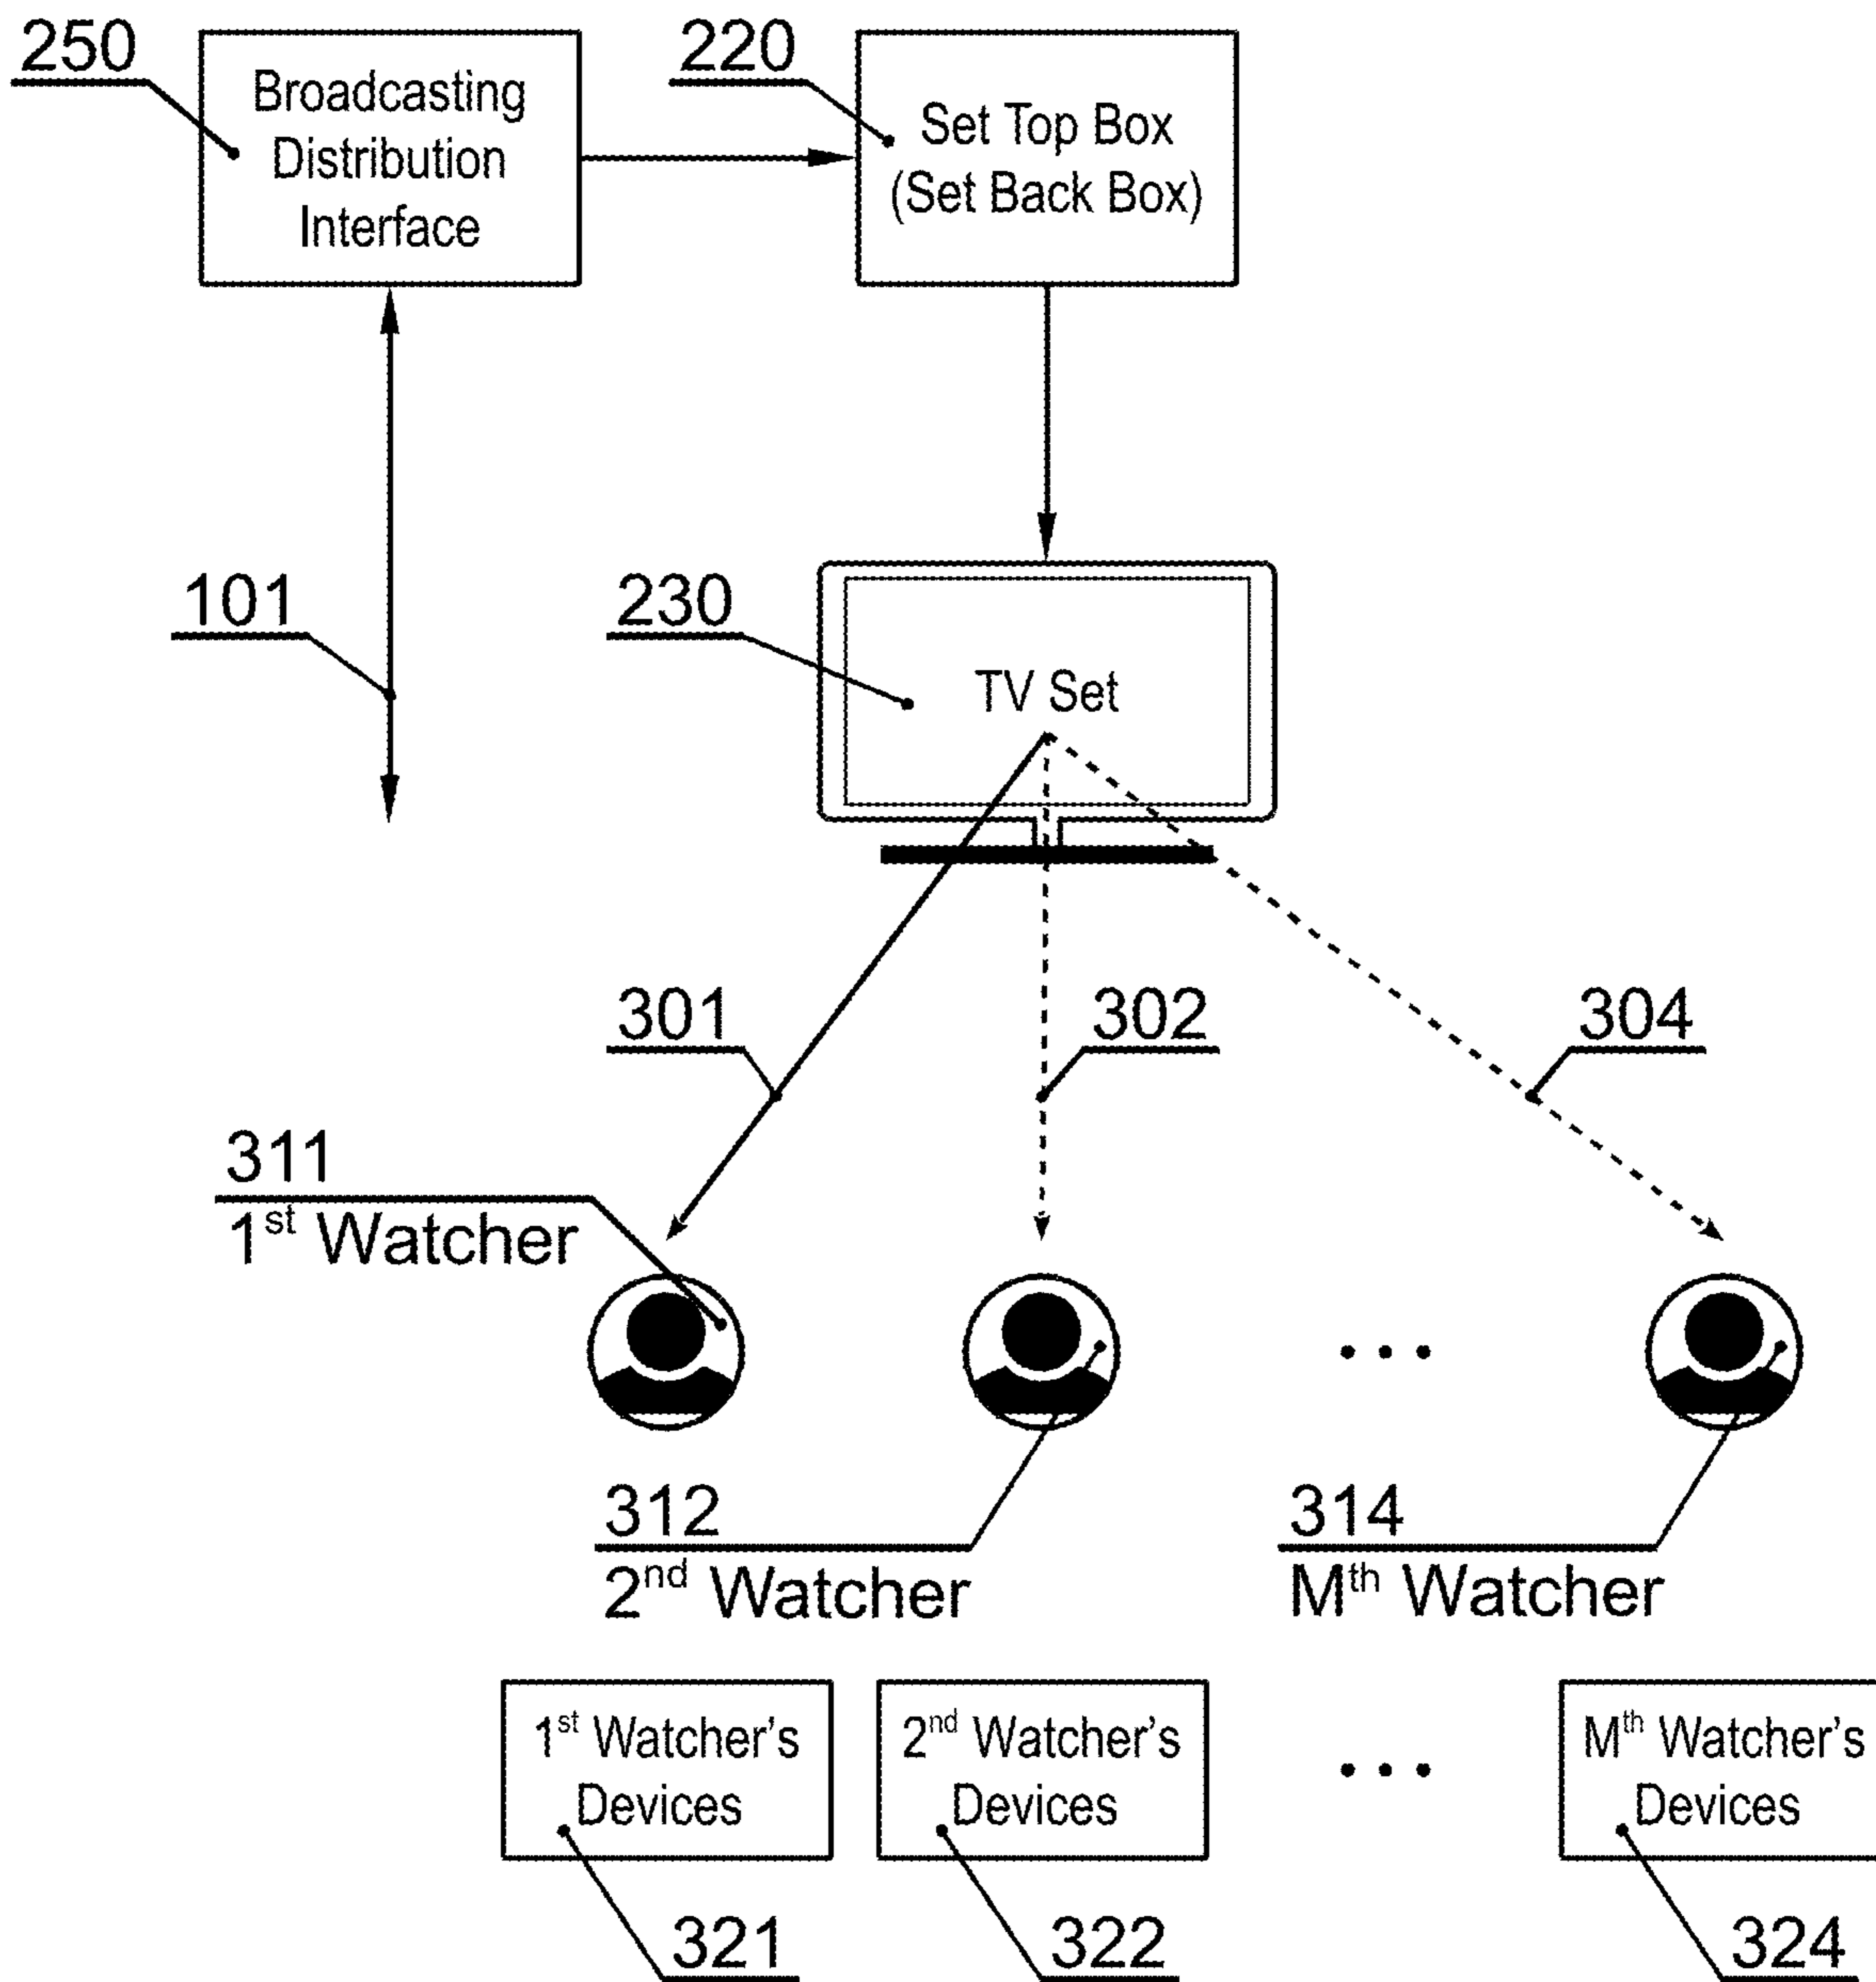 250
Broadcasting
Distribution
Interface
220
Set Top Box
(Set Back Box)
101
230
TV Set
301
302
304
311
1st Watcher
312
2nd Watcher
314
Mth Watcher
1st Watcher's
Devices
2nd Watcher's
Devices
Mth Watcher's
Devices
321
322
324